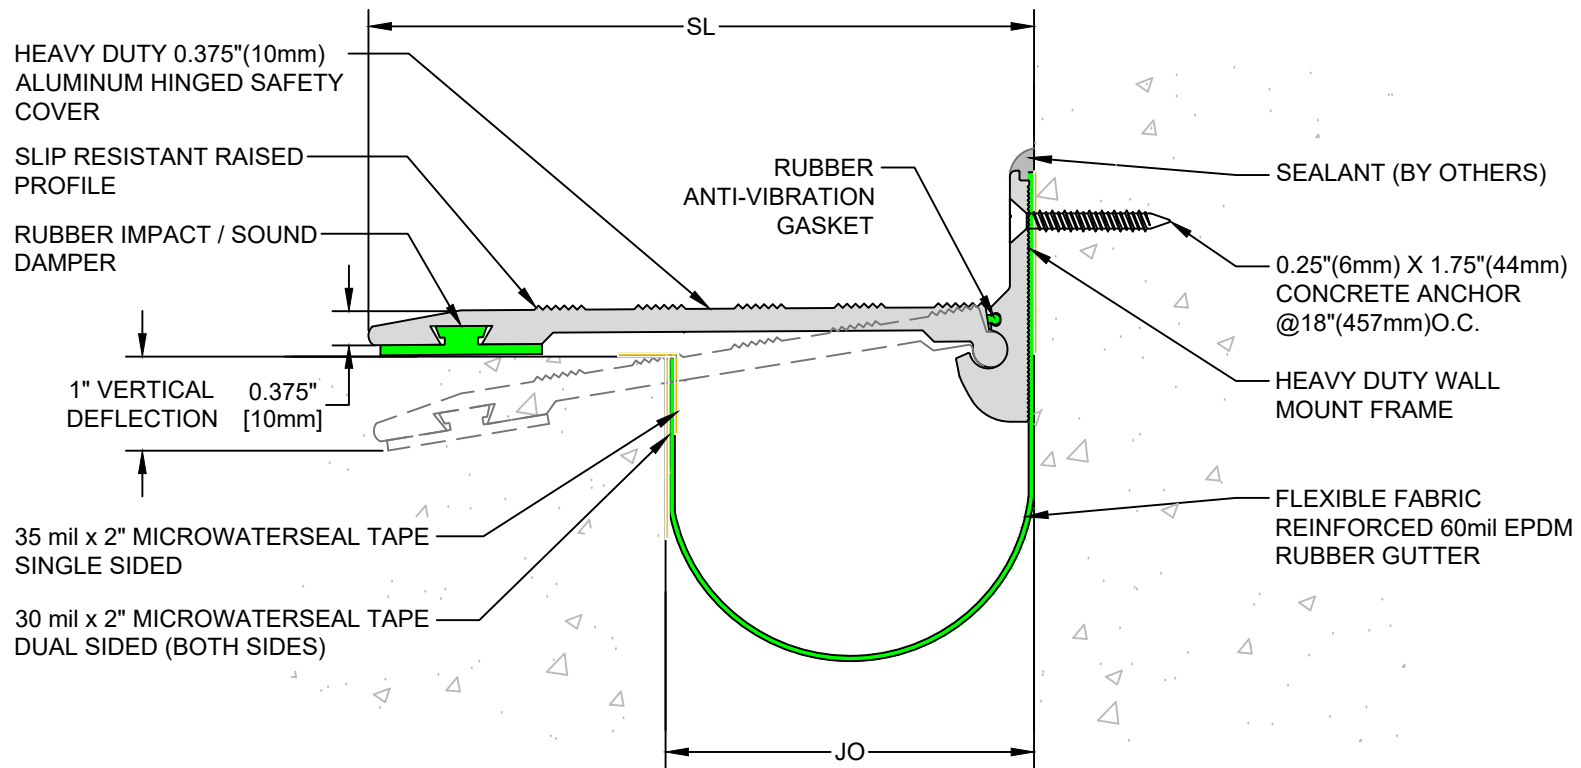 SL
HEAVY DUTY 0.375"(10mm)
ALUMINUM HINGED SAFETY
COVER
SLIP RESISTANT RAISED
PROFILE
RUBBER IMPACT / SOUND
DAMPER
1" VERTICAL
DEFLECTION
0.375"
[10mm]
35 mil x 2" MICROWATERSEAL TAPE
SINGLE SIDED
30 mil x 2" MICROWATERSEAL TAPE
DUAL SIDED (BOTH SIDES)
RUBBER
ANTI-VIBRATION
GASKET
SEALANT (BY OTHERS)
0.25"(6mm) X 1.75"(44mm)
CONCRETE ANCHOR
@18"(457mm)O.C.
HEAVY DUTY WALL
MOUNT FRAME
FLEXIBLE FABRIC
REINFORCED 60mil EPDM
RUBBER GUTTER
JO